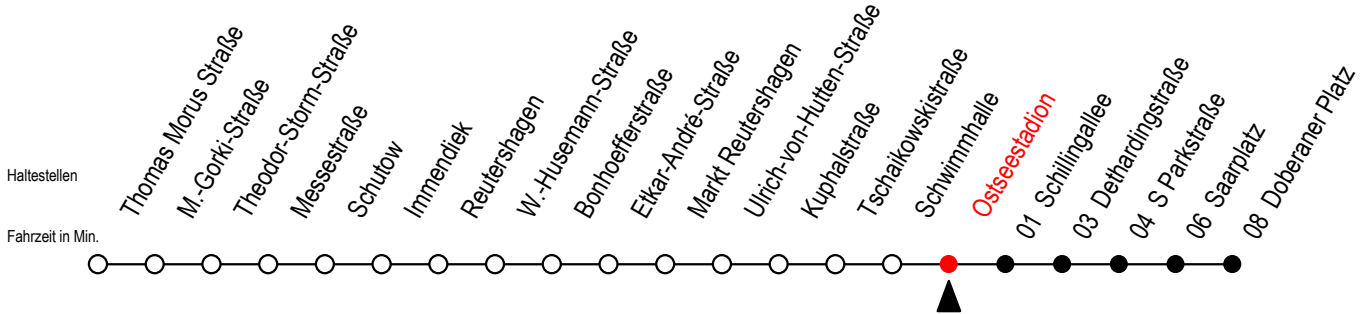 Haltestellen
Fahrzeit in Min.
Thomas Morus Straße
M.-Gorki-Straße
Theodor-Storm-Straße
Messestraße
Schutow
Immendiek
Reutershagen
W.-Husemann-Straße
Bonhoefferstraße
Etkar-André-Straße
Markt Reutershagen
Ulrich-von-Hutten-Straße
Kuphalstraße
Tschaikowskistraße
Schwimmhalle
Ostseestadion
01 Schillingallee
03 Dethardingstraße
04 S Parkstraße
06 Saarplatz
08 Doberaner Platz